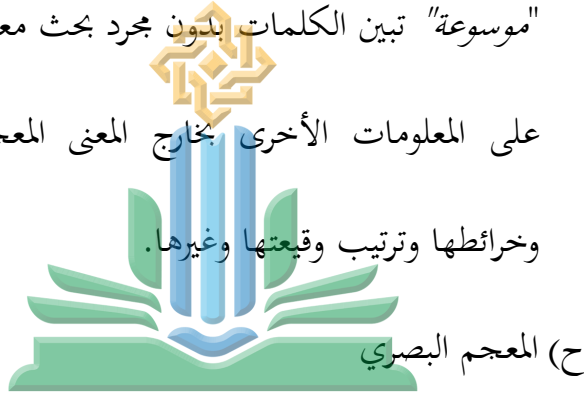 "موسوعة" تبين الكلمات بدون مجرد بحث
على المعلومات الأخرى بخارج المعنى
وخرائطها وترتيب وقيعتها وغيرها.
ح) المعجم البصري